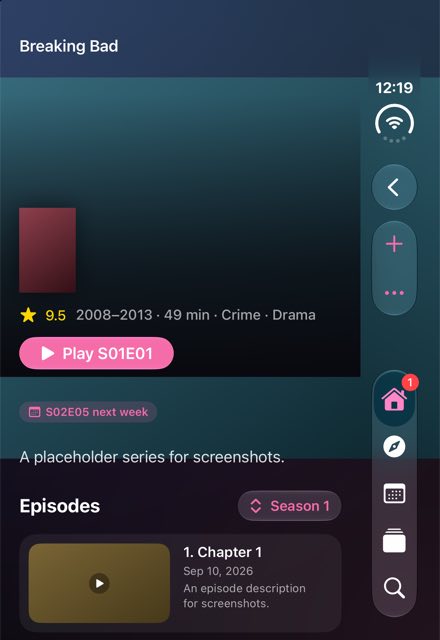 Breaking Bad
12:19
9.5 2008–2013 · 49 min · Crime · Drama
Play S01E01
1
S02E05 next week
A placeholder series for screenshots.
Episodes
Season 1
1. Chapter 1
Sep 10, 2026
An episode description
for screenshots.